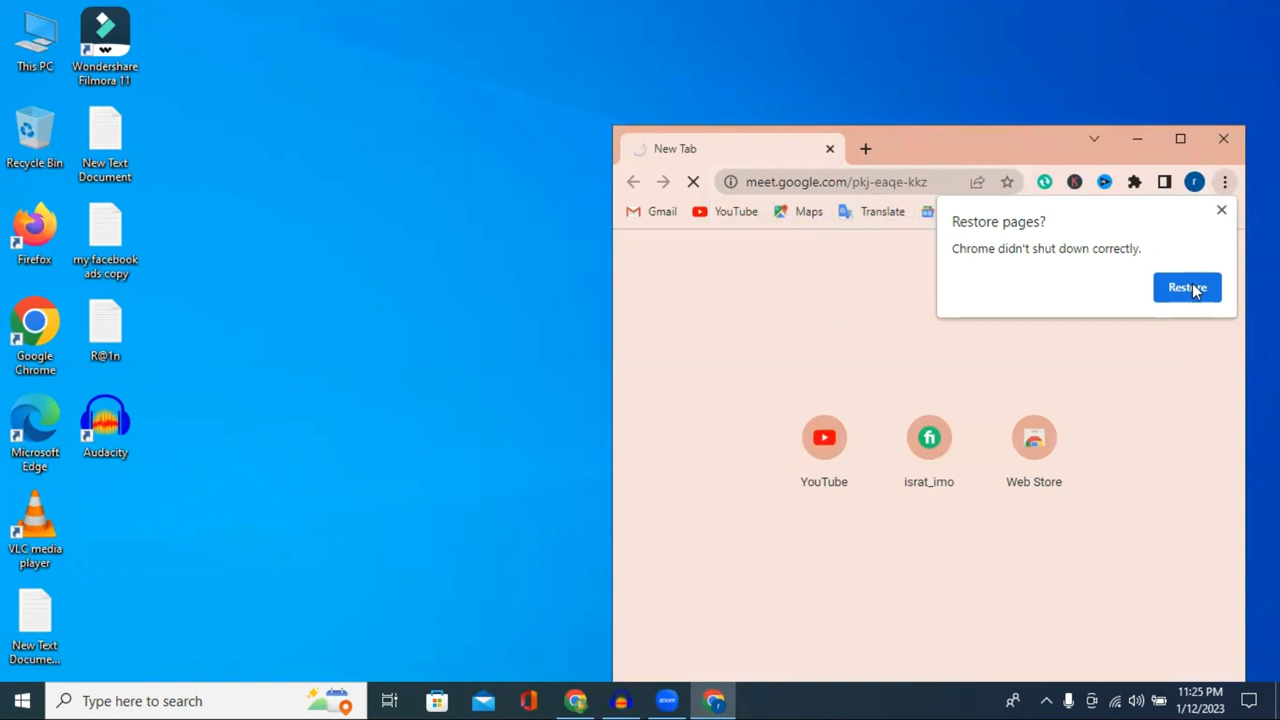 This PC
Wondershare
Filmora 11
Recycle Bin
New Text
Document
Firefox
my facebook
ads copy
Google
Chrome
R@1n
Microsoft
Edge
Audacity
VLC media
player
New Text
Docume...
New Tab
meet.google.com/pkj-eaqe-kkz
r
Gmail
YouTube
Maps
Translate
Restore pages?
Chrome didn't shut down correctly.
Restore
YouTube
israt_imo
Web Store
Type here to search
zoom
11:25 PM
1/12/2023